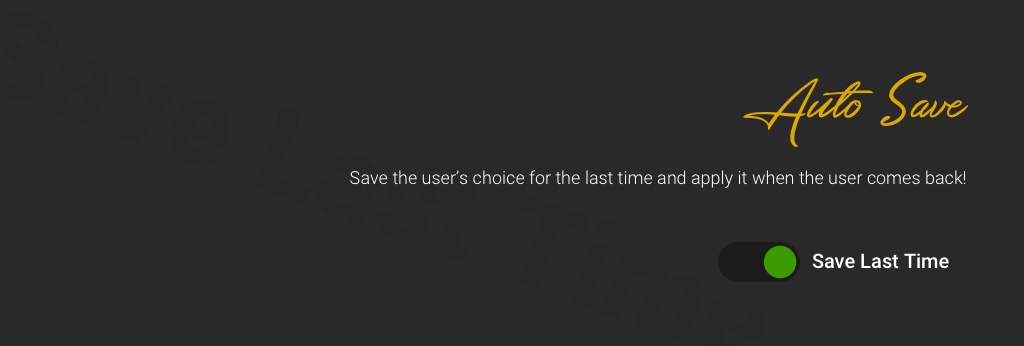 Auto Save
Save the user's choice for the last time and apply it when the user comes back!
Save Last Time
Save Last Time